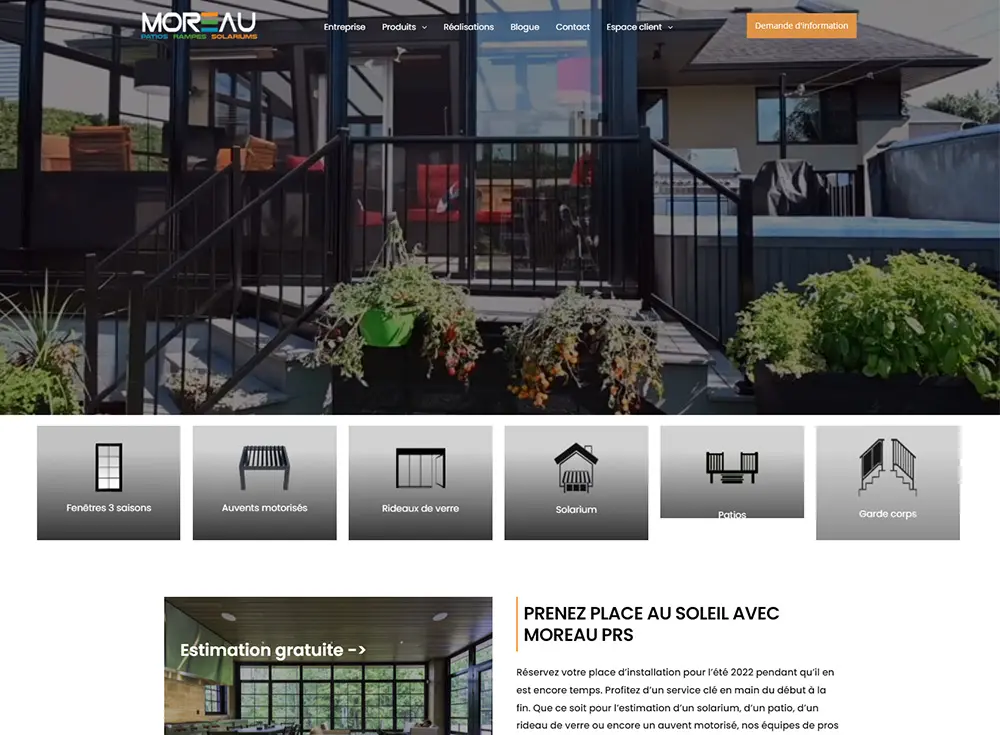 MOREAU
PATIOS RAMPES SOLARIUMS
Entreprise Produits Réalisations Blogue Contact Espace client
Demande d'information
Fenêtres 3 saisons
Auvents motorisés
Rideaux de verre
Solarium
Patios
Garde corps
Estimation gratuite ->
PRENEZ PLACE AU SOLEIL AVEC
MOREAU PRS
Réservez votre place d'installation pour l'été 2022 pendant qu'il en
est encore temps. Profitez d'un service clé en main du début à la
fin. Que ce soit pour l'estimation d'un solarium, d'un patio, d'un
rideau de verre ou encore un auvent motorisé, nos équipes de pros